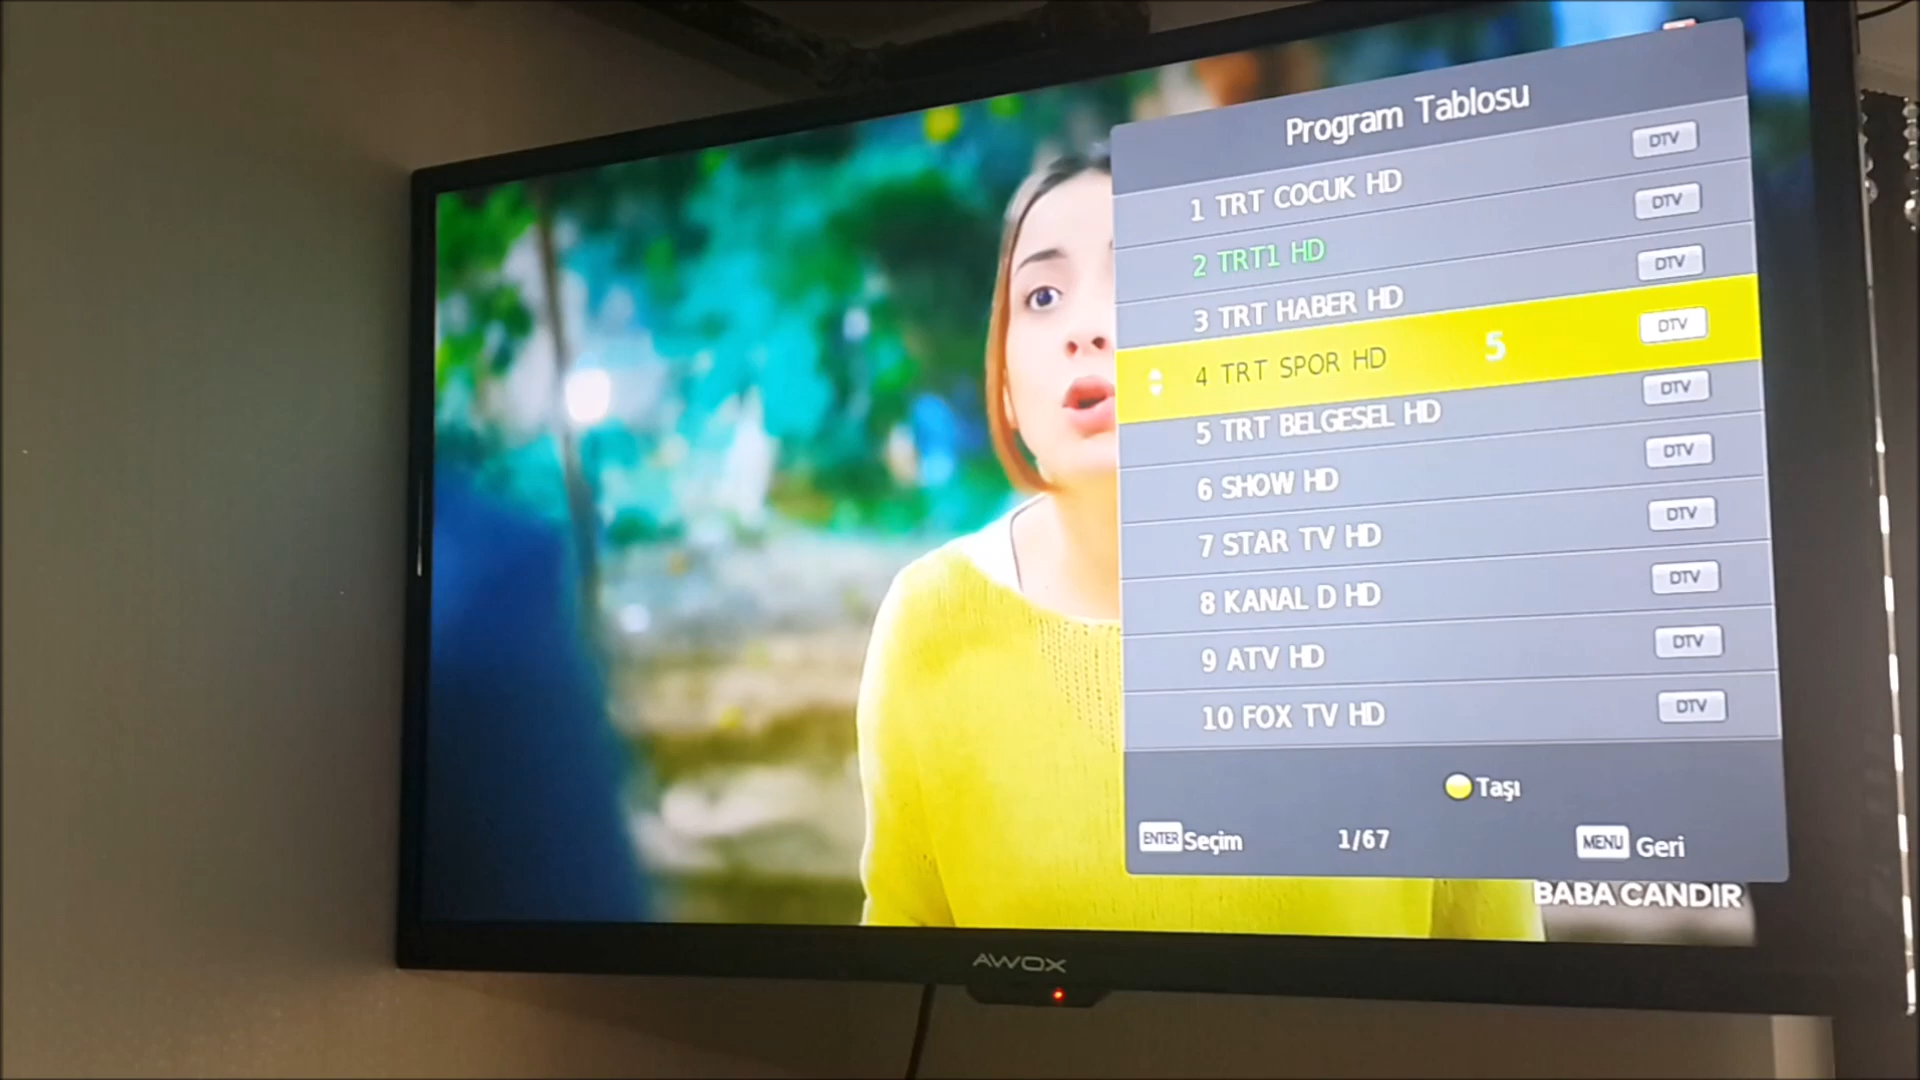 Program Tablosu
1 TRT COCUK HD DTV
2 TRT1 HD DTV
3 TRT HABER HD DTV
4 TRT SPOR HD 5 DTV
5 TRT BELGESEL HD DTV
6 SHOW HD DTV
7 STAR TV HD DTV
8 KANAL D HD DTV
9 ATV HD DTV
10 FOX TV HD DTV
Taşı
ENTER Seçim 1/67 MENU Geri
BABA CANDIR
AWOX